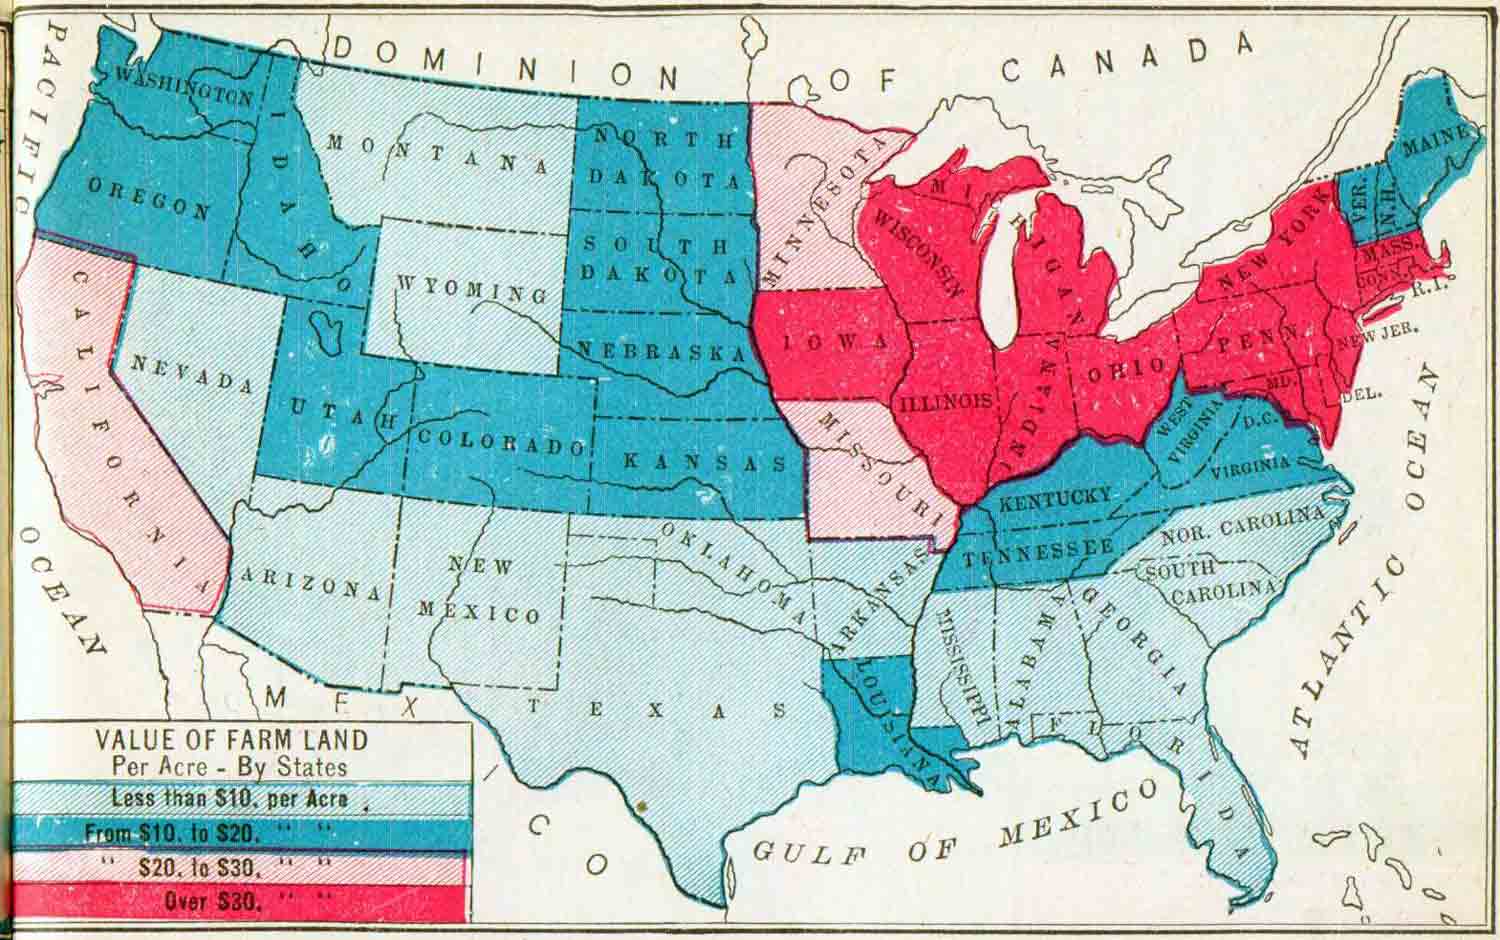 DOMINION OF CANADA
PACIFIC
OCEAN
WASHINGTON
OREGON
IDAHO
MONTANA
NORTH
DAKOTA
SOUTH
DAKOTA
WYOMING
NEBRASKA
MINNESOTA
WISCONSIN
MICHIGAN
IOWA
ILLINOIS
INDIANA
OHIO
PENN.
NEW YORK
VER.
N.H.
MAINE
MASS.
CONN.
R.I.
NEW JER.
DEL.
MD.
D.C.
CALIFORNIA
NEVADA
UTAH
COLORADO
KANSAS
MISSOURI
KENTUCKY
WEST
VIRGINIA
VIRGINIA
TENNESSEE
NOR. CAROLINA
SOUTH
CAROLINA
ARIZONA
NEW
MEXICO
OKLAHOMA
ARKANSAS
TEXAS
LOUISIANA
MISSISSIPPI
ALABAMA
GEORGIA
FLORIDA
MEXICO
GULF OF MEXICO
ATLANTIC OCEAN
VALUE OF FARM LAND
Per Acre - By States
Less than $10. per Acre
From $10. to $20. " "
" $20. to $30. " "
Over $30. " "